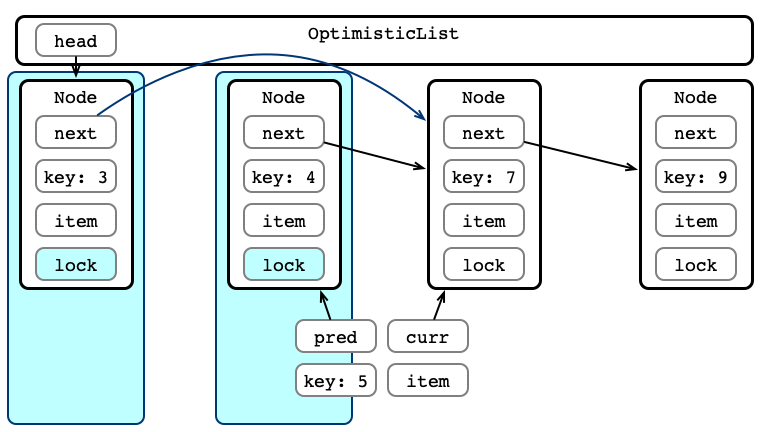 head
OptimisticList
Node
next
key: 3
item
lock
Node
next
key: 4
item
lock
Node
next
key: 7
item
lock
Node
next
key: 9
item
lock
pred
key: 5
curr
item